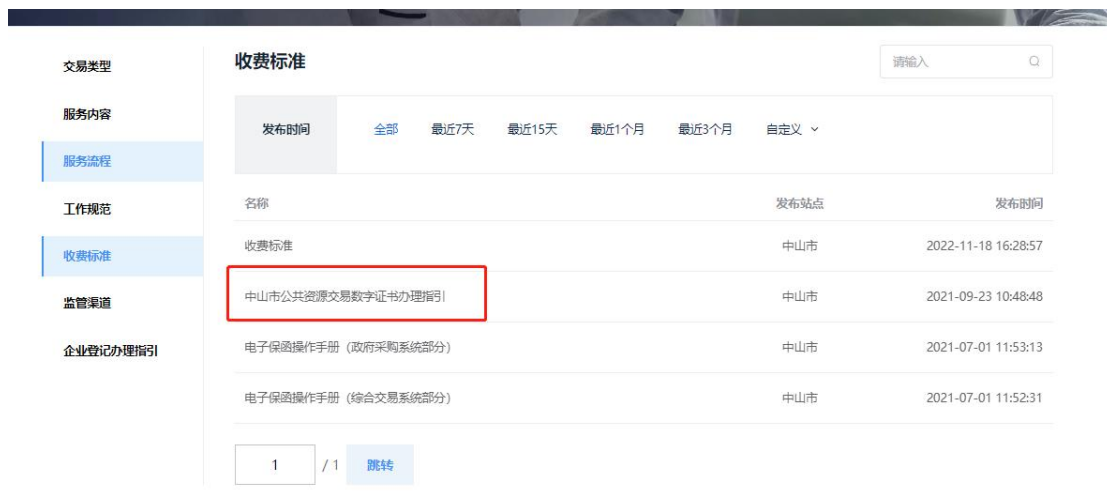 交易类型
服务内容
服务流程
工作规范
收费标准
监管渠道
企业登记办理指引
收费标准
请输入
发布时间 全部 最近7天 最近15天 最近1个月 最近3个月 自定义
名称 发布站点 发布时间
收费标准 中山市 2022-11-18 16:28:57
中山市公共资源交易数字证书办理指引 中山市 2021-09-23 10:48:48
电子保函操作手册（政府采购系统部分） 中山市 2021-07-01 11:53:13
电子保函操作手册（综合交易系统部分） 中山市 2021-07-01 11:52:31
1 / 1 跳转